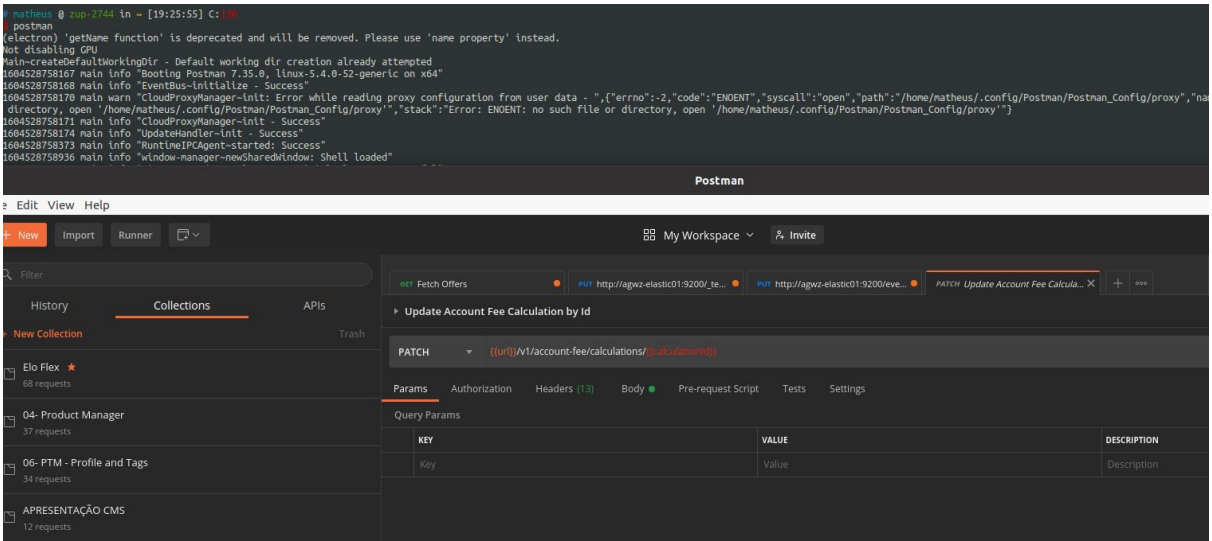 # matheus @ zup-2744 in ~ [19:25:55] C:130
$ postman
(electron) 'getName function' is deprecated and will be removed. Please use 'name property' instead.
Not disabling GPU
Main~createDefaultWorkingDir - Default working dir creation already attempted
1604528758167 main info "Booting Postman 7.35.0, linux-5.4.0-52-generic on x64"
1604528758168 main info "EventBus~initialize - Success"
1604528758170 main warn "CloudProxyManager~init: Error while reading proxy configuration from user data - ",{"errno":-2,"code":"ENOENT","syscall":"open","path":"/home/matheus/.config/Postman/Postman_Config/proxy","na
directory, open '/home/matheus/.config/Postman/Postman_Config/proxy'","stack":"Error: ENOENT: no such file or directory, open '/home/matheus/.config/Postman/Postman_Config/proxy'"}
1604528758171 main info "CloudProxyManager~init - Success"
1604528758174 main info "UpdateHandler~init - Success"
1604528758373 main info "RuntimeIPCAgent~started: Success"
1604528758936 main info "window-manager~newSharedWindow: Shell loaded"
Postman
e Edit View Help
+ New Import Runner
My Workspace Invite
Filter
History Collections APIs
+ New Collection Trash
Elo Flex ★
68 requests
04- Product Manager
37 requests
06- PTM - Profile and Tags
34 requests
APRESENTAÇÃO CMS
12 requests
GET Fetch Offers
PUT http://agwz-elastic01:9200/_te...
PUT http://agwz-elastic01:9200/eve...
PATCH Update Account Fee Calcula... X + ooo
Update Account Fee Calculation by Id
PATCH {{url}}/v1/account-fee/calculations/{{calculationId}}
Params Authorization Headers (13) Body Pre-request Script Tests Settings
Query Params
KEY VALUE DESCRIPTION
Key Value Description